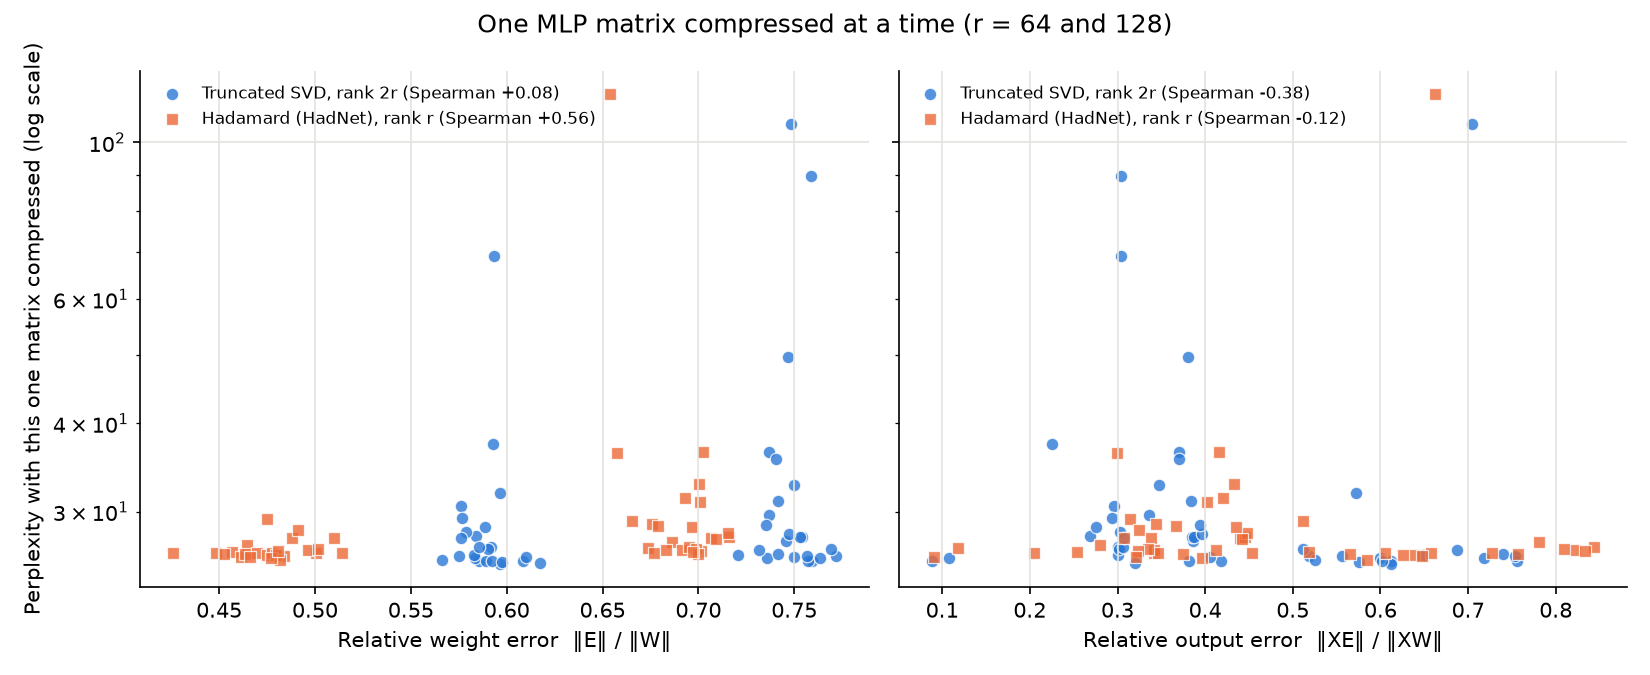 One MLP matrix compressed at a time (r = 64 and 128)
Perplexity with this one matrix compressed (log scale)
Truncated SVD, rank 2r (Spearman +0.08)
Hadamard (HadNet), rank r (Spearman +0.56)
10²
6 × 10¹
4 × 10¹
3 × 10¹
0.45 0.50 0.55 0.60 0.65 0.70 0.75
Relative weight error ‖E‖ / ‖W‖
Truncated SVD, rank 2r (Spearman -0.38)
Hadamard (HadNet), rank r (Spearman -0.12)
0.1 0.2 0.3 0.4 0.5 0.6 0.7 0.8
Relative output error ‖XE‖ / ‖XW‖